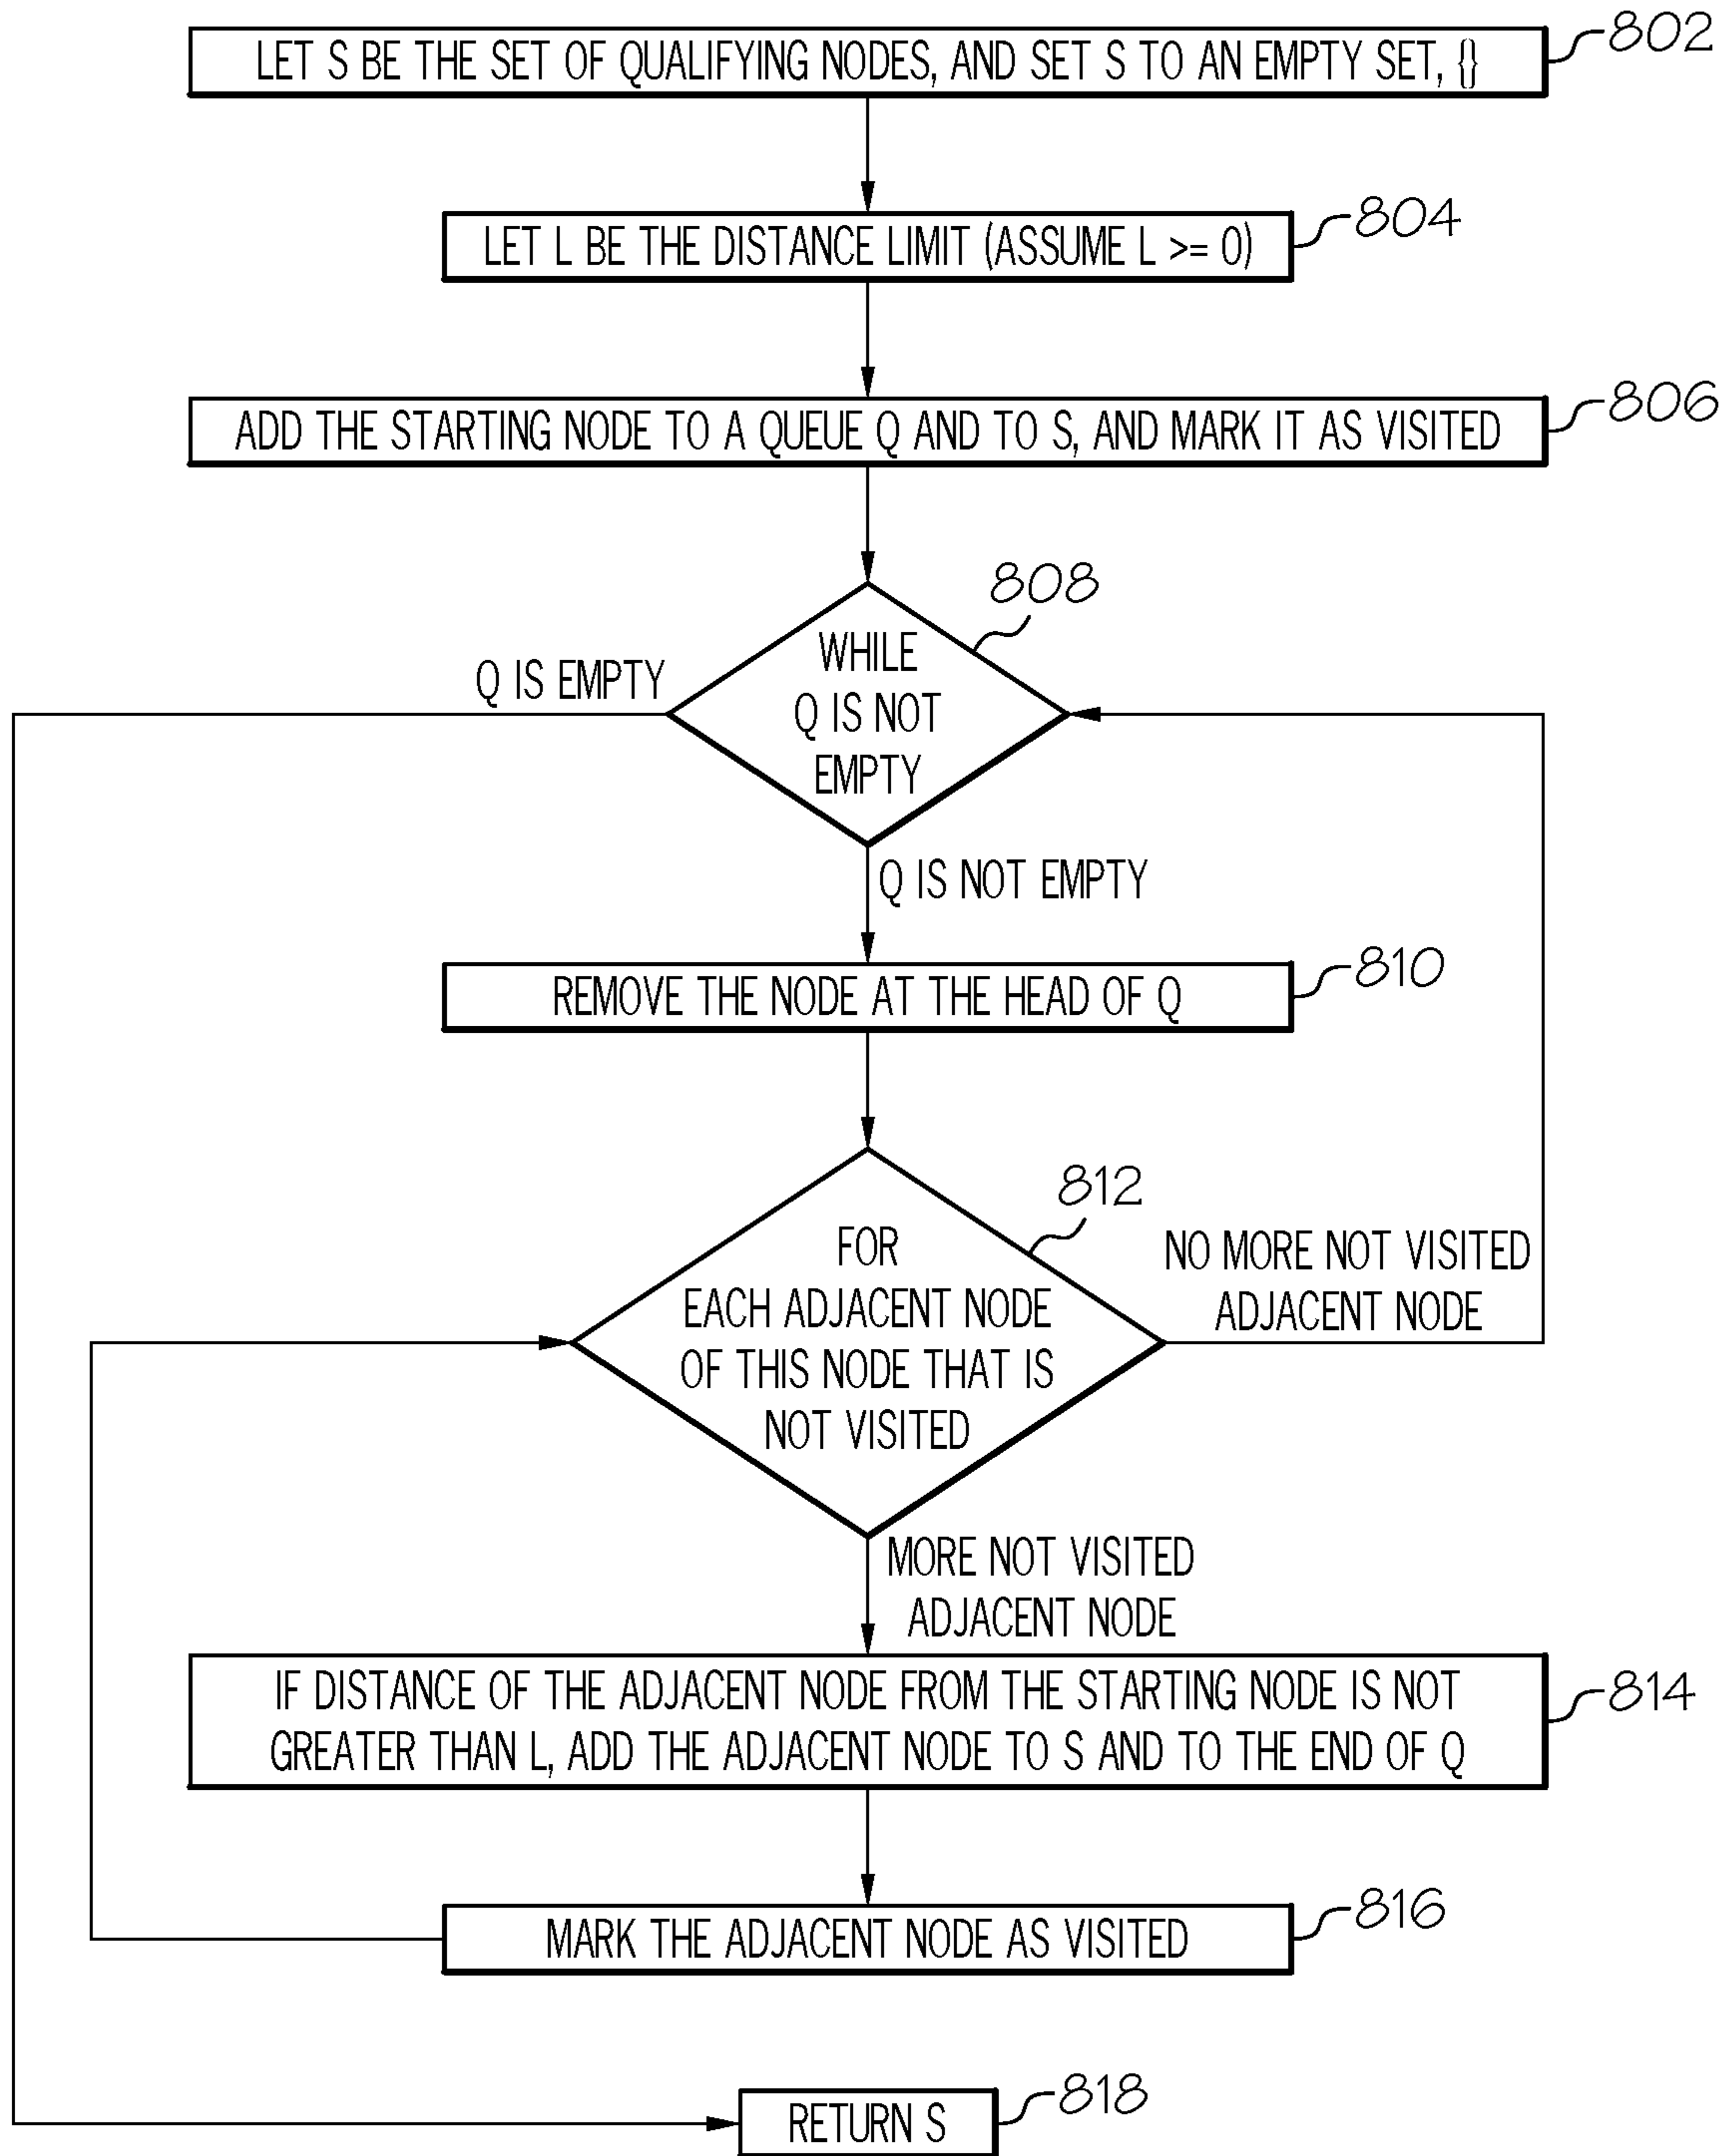 LET S BE THE SET OF QUALIFYING NODES, AND SET S TO AN EMPTY SET, {}
802
LET L BE THE DISTANCE LIMIT (ASSUME L >= 0)
804
ADD THE STARTING NODE TO A QUEUE Q AND TO S, AND MARK IT AS VISITED
806
808
WHILE
Q IS NOT
EMPTY
Q IS EMPTY
Q IS NOT EMPTY
REMOVE THE NODE AT THE HEAD OF Q
810
812
FOR
EACH ADJACENT NODE
OF THIS NODE THAT IS
NOT VISITED
NO MORE NOT VISITED
ADJACENT NODE
MORE NOT VISITED
ADJACENT NODE
IF DISTANCE OF THE ADJACENT NODE FROM THE STARTING NODE IS NOT
GREATER THAN L, ADD THE ADJACENT NODE TO S AND TO THE END OF Q
814
MARK THE ADJACENT NODE AS VISITED
816
RETURN S
818